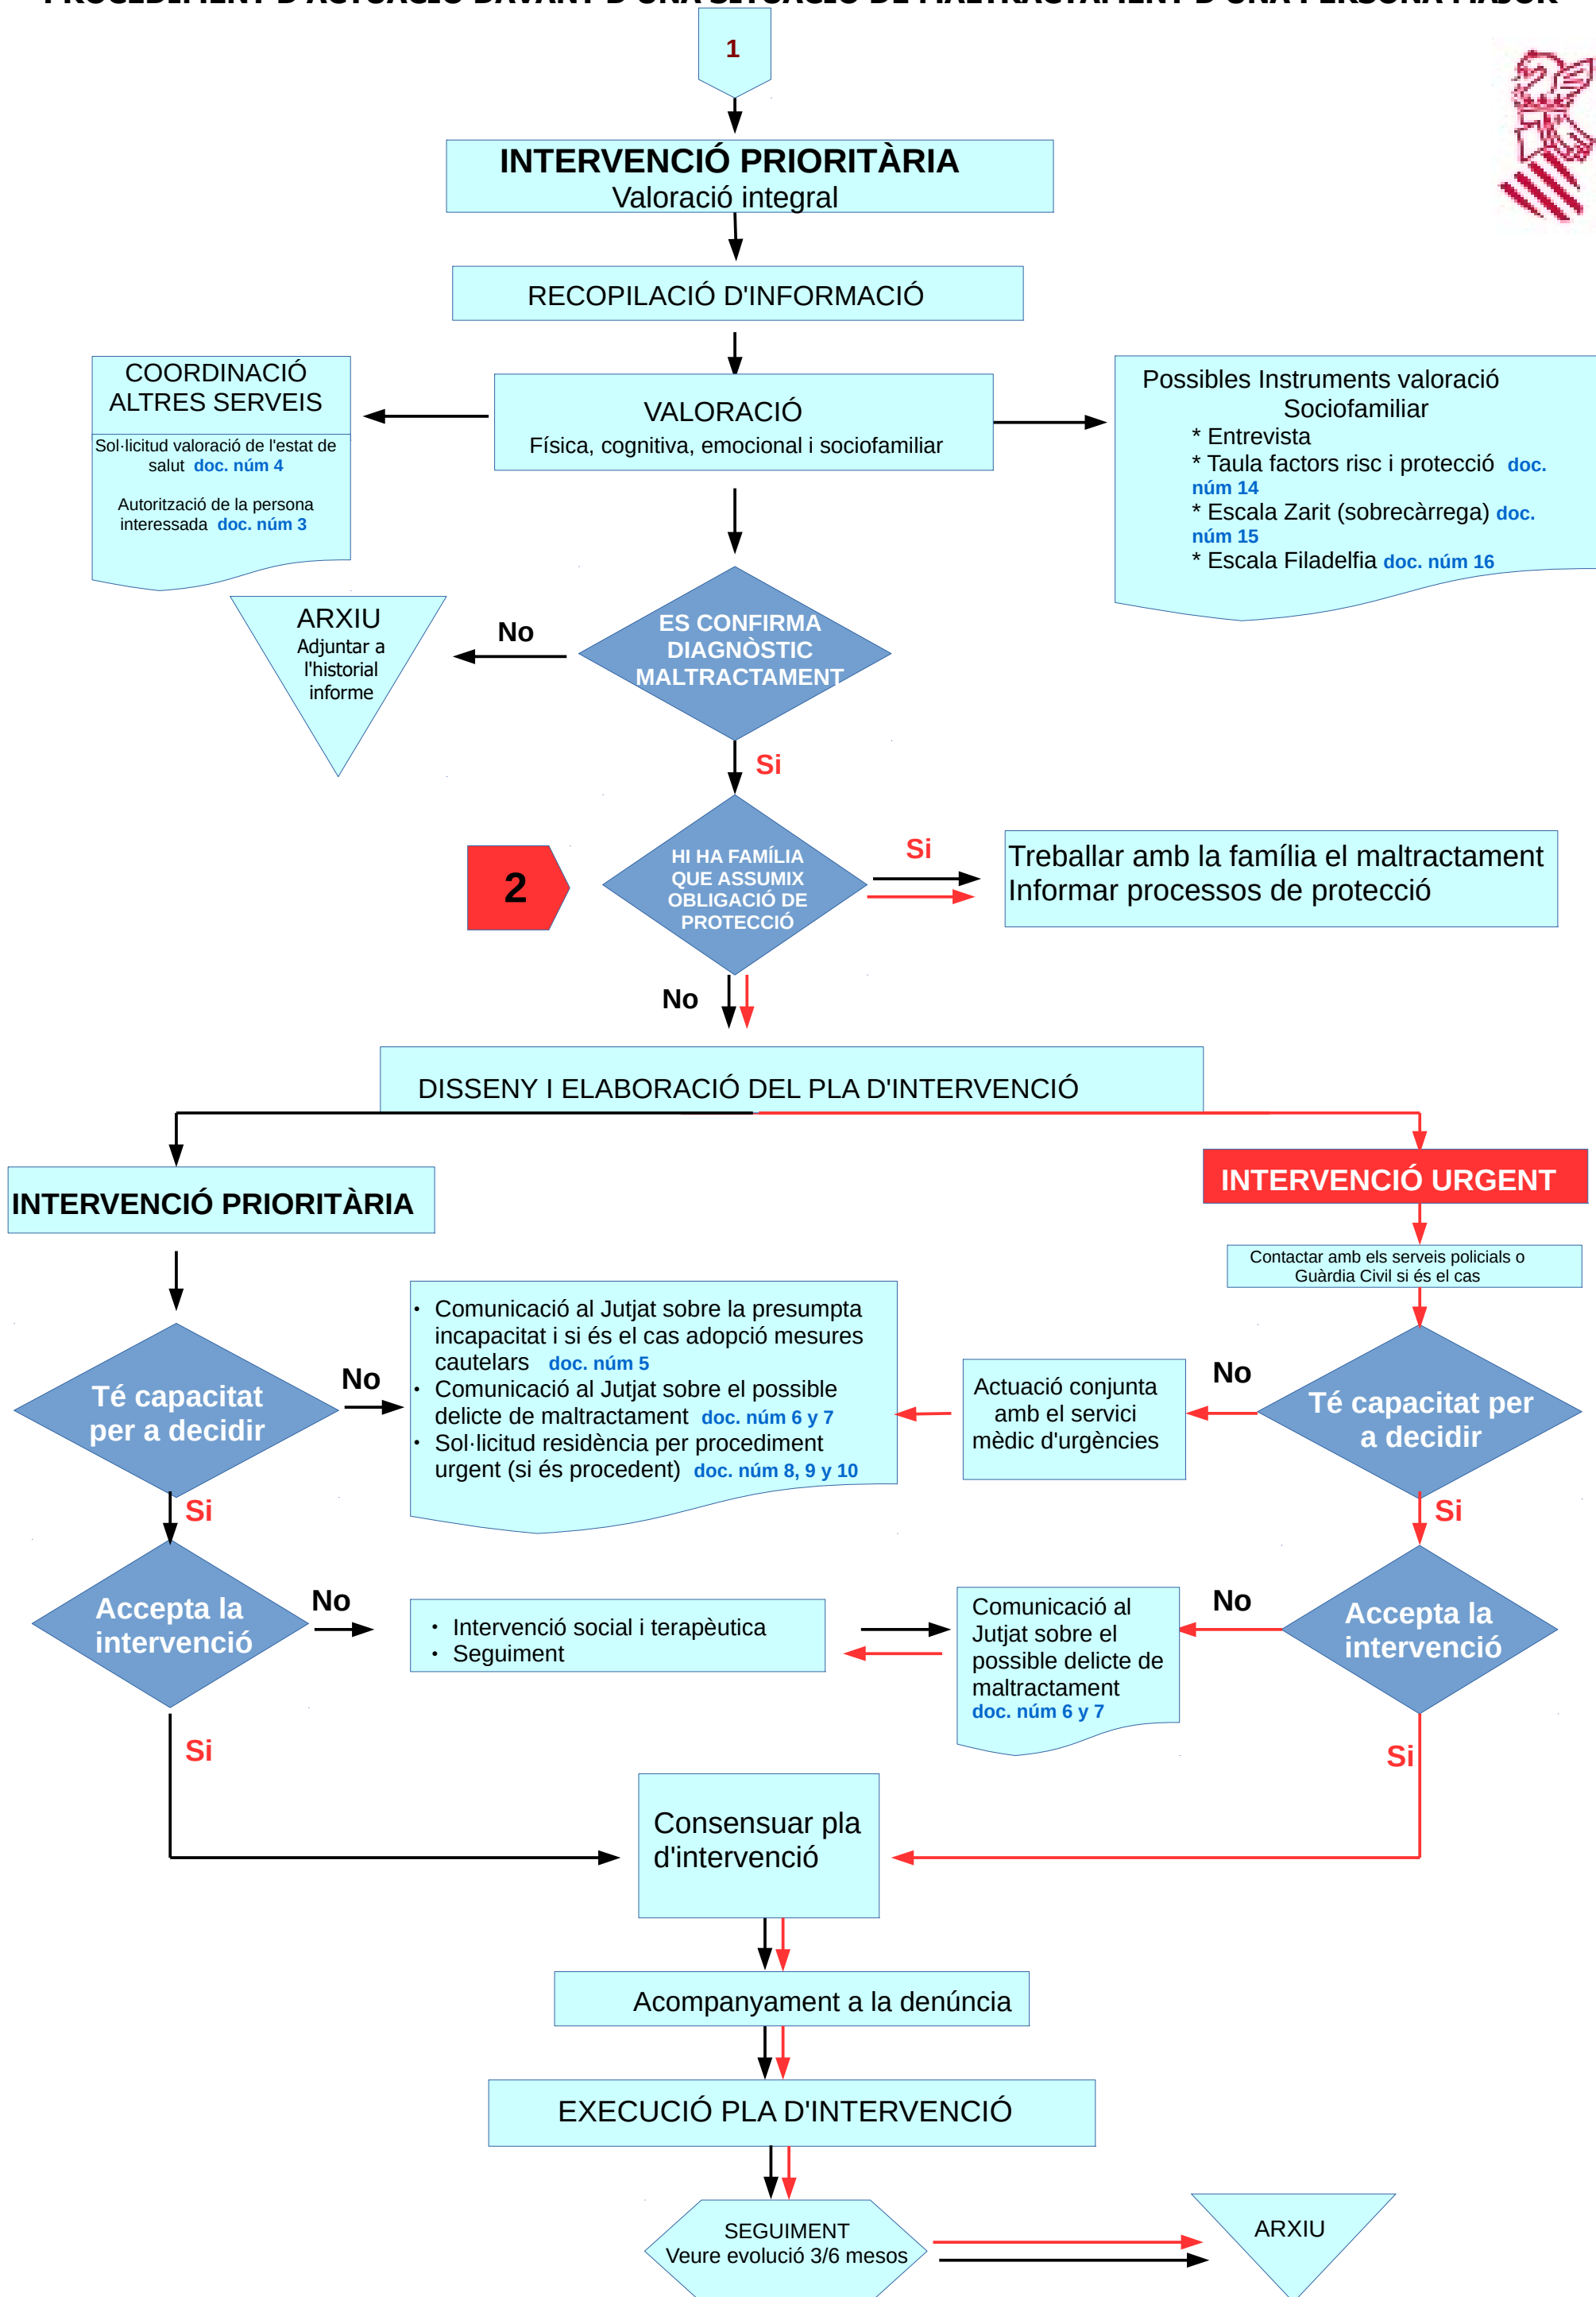 PROCEDIMENT D'ACTUACIÓ DAVANT D'UNA SITUACIÓ DE MALTRACTAMENT D'UNA PERSONA MAJOR
1
INTERVENCIÓ PRIORITÀRIA
Valoració integral
RECOPILACIÓ D'INFORMACIÓ
COORDINACIÓ
ALTRES SERVEIS
Sol·licitud valoració de l'estat de
salut doc. núm 4
Autorització de la persona
interessada doc. núm 3
VALORACIÓ
Física, cognitiva, emocional i sociofamiliar
Possibles Instruments valoració
Sociofamiliar
* Entrevista
* Taula factors risc i protecció doc.
núm 14
* Escala Zarit (sobrecàrrega) doc.
núm 15
* Escala Filadelfia doc. núm 16
ARXIU
Adjuntar a
l'historial
informe
No
ES CONFIRMA
DIAGNÒSTIC
MALTRACTAMENT
Si
2
HI HA FAMÍLIA
QUE ASSUMIX
OBLIGACIÓ DE
PROTECCIÓ
Si
Treballar amb la família el maltractament
Informar processos de protecció
No
DISSENY I ELABORACIÓ DEL PLA D'INTERVENCIÓ
INTERVENCIÓ PRIORITÀRIA
INTERVENCIÓ URGENT
Contactar amb els serveis policials o
Guàrdia Civil si és el cas
Té capacitat
per a decidir
No
• Comunicació al Jutjat sobre la presumpta
incapacitat i si és el cas adopció mesures
cautelars doc. núm 5
• Comunicació al Jutjat sobre el possible
delicte de maltractament doc. núm 6 y 7
• Sol·licitud residència per procediment
urgent (si és procedent) doc. núm 8, 9 y 10
Actuació conjunta
amb el servici
mèdic d'urgències
No
Té capacitat per
a decidir
Si
Si
Accepta la
intervenció
No
• Intervenció social i terapèutica
• Seguiment
Comunicació al
Jutjat sobre el
possible delicte de
maltractament
doc. núm 6 y 7
No
Accepta la
intervenció
Si
Si
Consensuar pla
d'intervenció
Acompanyament a la denúncia
EXECUCIÓ PLA D'INTERVENCIÓ
SEGUIMENT
Veure evolució 3/6 mesos
ARXIU